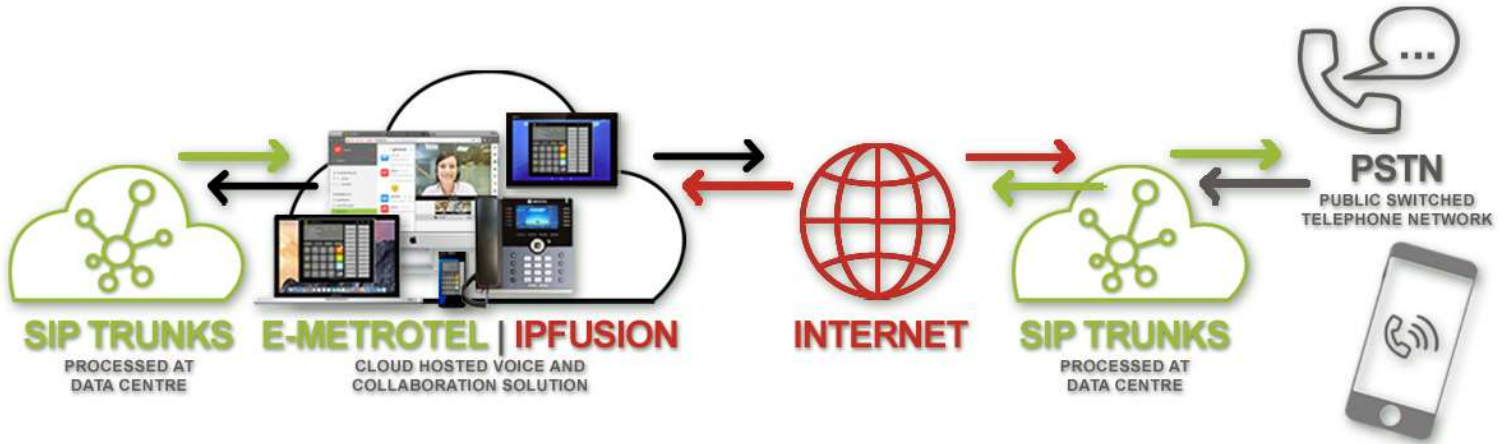 SIP TRUNKS
PROCESSED AT
DATA CENTRE
E-METROTEL | IPFUSION
CLOUD HOSTED VOICE AND
COLLABORATION SOLUTION
INTERNET
SIP TRUNKS
PROCESSED AT
DATA CENTRE
...
PSTN
PUBLIC SWITCHED
TELEPHONE NETWORK